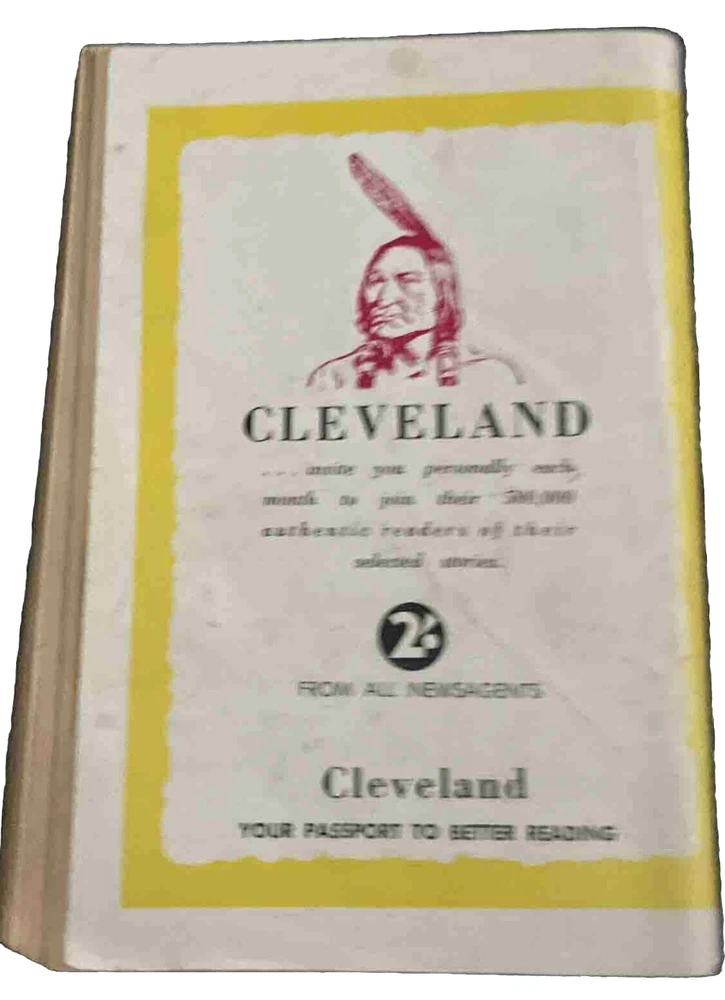 CLEVELAND
... invite you personally each
month to join their 500,000
authentic readers of their
selected stories.
2/-
FROM ALL NEWSAGENTS
Cleveland
YOUR PASSPORT TO BETTER READING